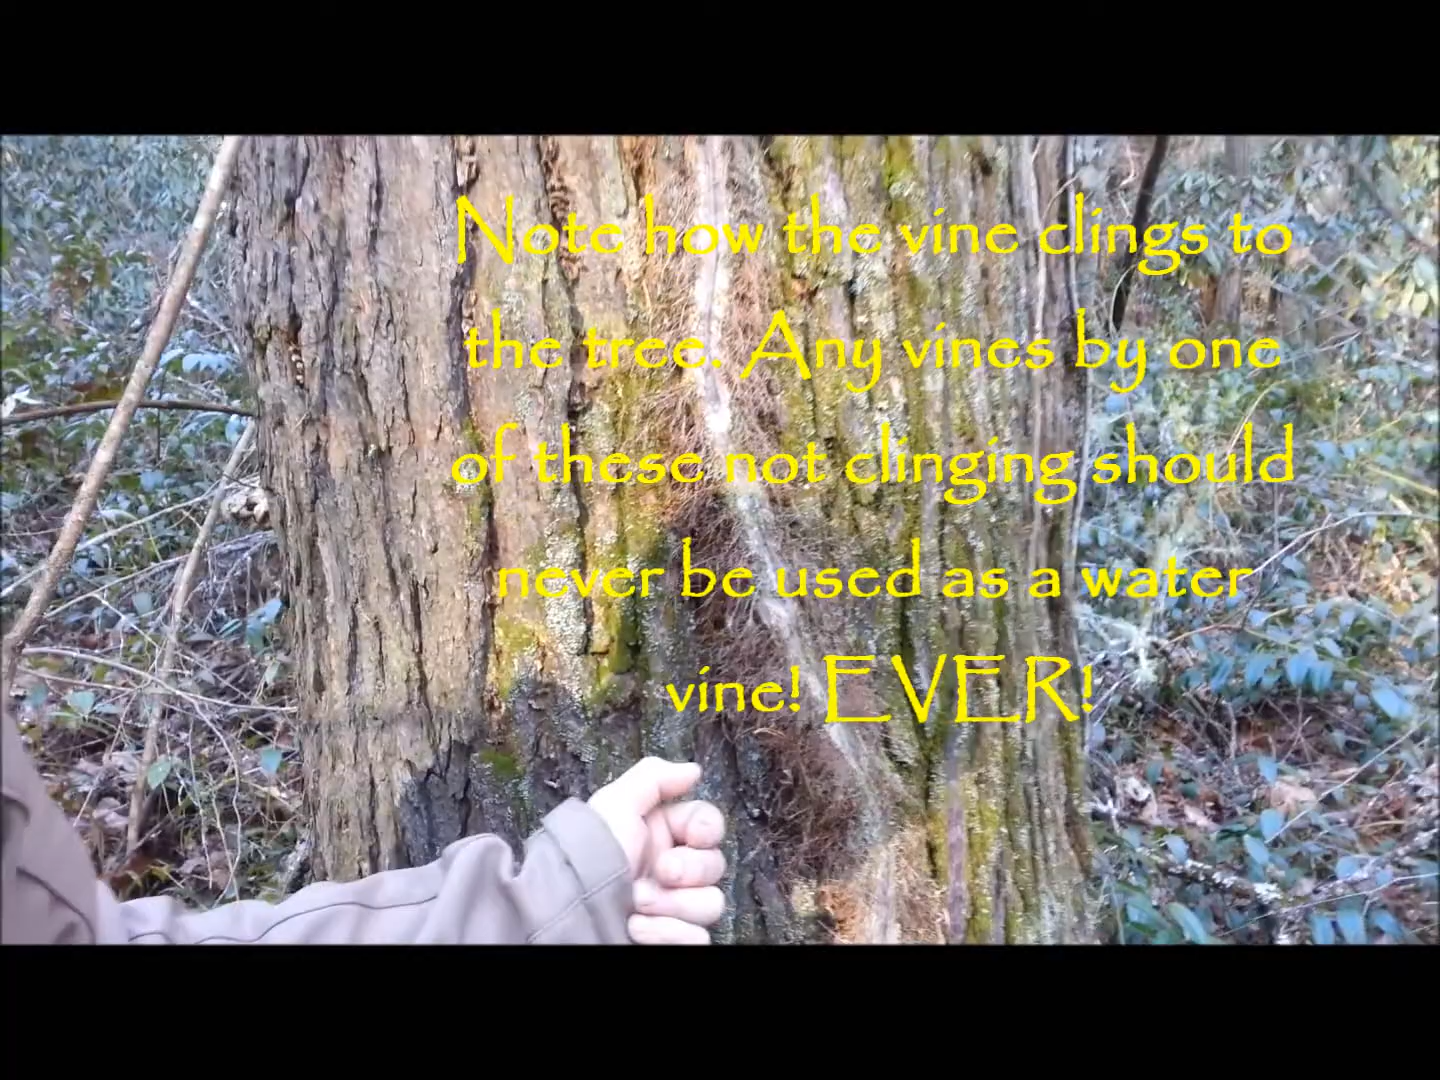 Note how the vine clings to
the tree. Any vines by one
of these not clinging should
never be used as a water
vine! EVER!